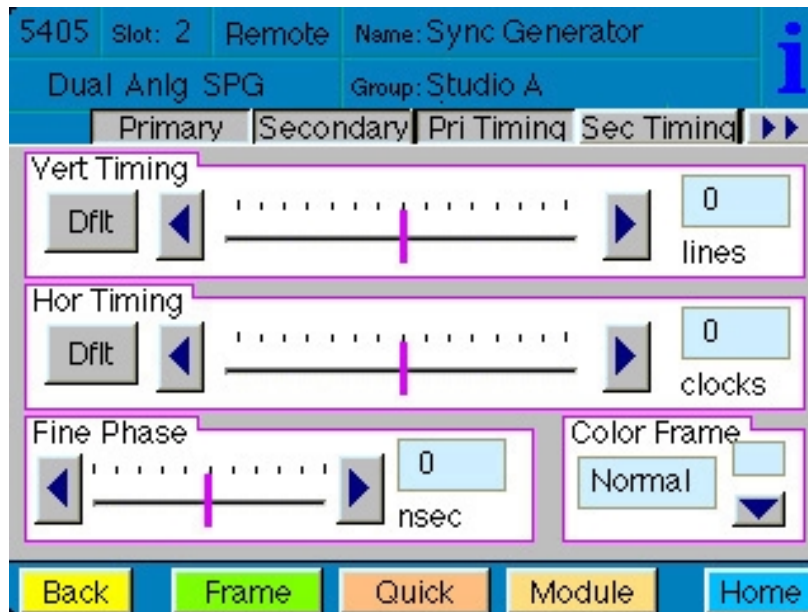 5405 Slot: 2 Remote Name: Sync Generator
Dual Anlg SPG Group: Studio A
Primary Secondary Pri Timing Sec Timing
Vert Timing
Dflt 0
lines
Hor Timing
Dflt 0
clocks
Fine Phase Color Frame
0 Normal
nsec
Back Frame Quick Module Home